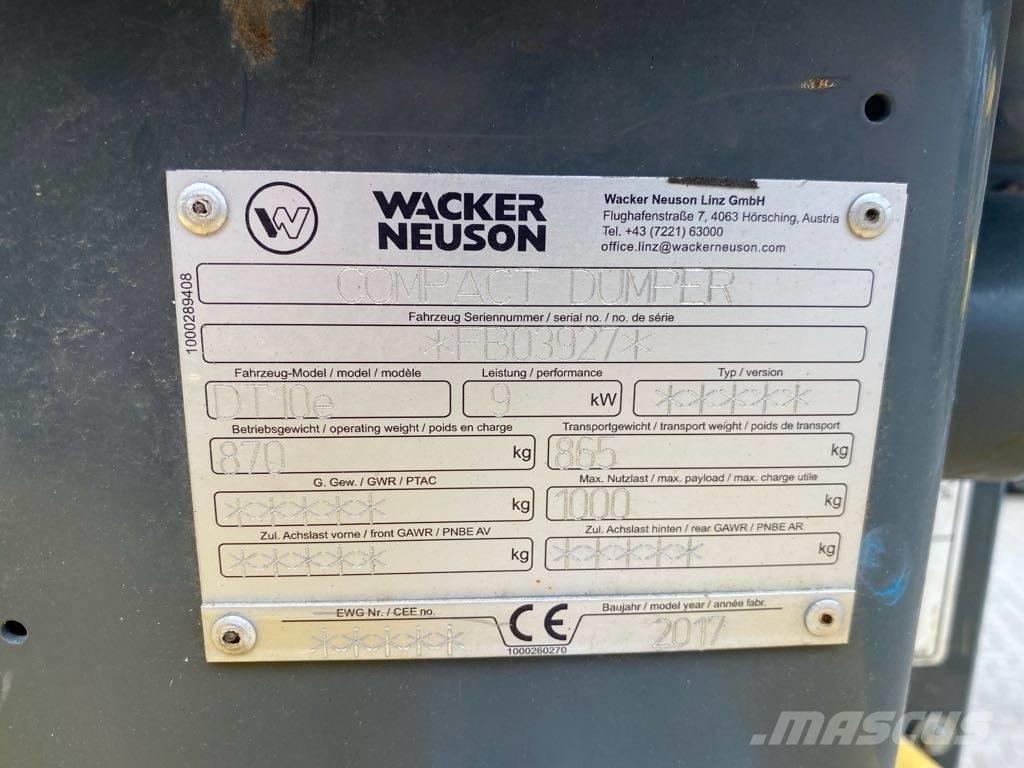 W
WACKER
NEUSON
Wacker Neuson Linz GmbH
Flughafenstraße 7, 4063 Hörsching, Austria
Tel. +43 (7221) 63000
office.linz@wackerneuson.com
1000289408
COMPACT DUMPER
Fahrzeug Seriennummer / serial no. / no. de série
*FB03927*
Fahrzeug-Model / model / modèle
Leistung / performance
Typ / version
DT10e
9 kW
*****
Betriebsgewicht / operating weight / poids en charge
Transportgewicht / transport weight / poids de transport
870 kg
865 kg
G. Gew. / GWR / PTAC
Max. Nutzlast / max. payload / max. charge utile
***** kg
1000 kg
Zul. Achslast vorne / front GAWR / PNBE AV
Zul. Achslast hinten / rear GAWR / PNBE AR
***** kg
***** kg
EWG Nr. / CEE no.
Baujahr / model year / année fabr.
*****
CE
2017
1000260270
MASCUS